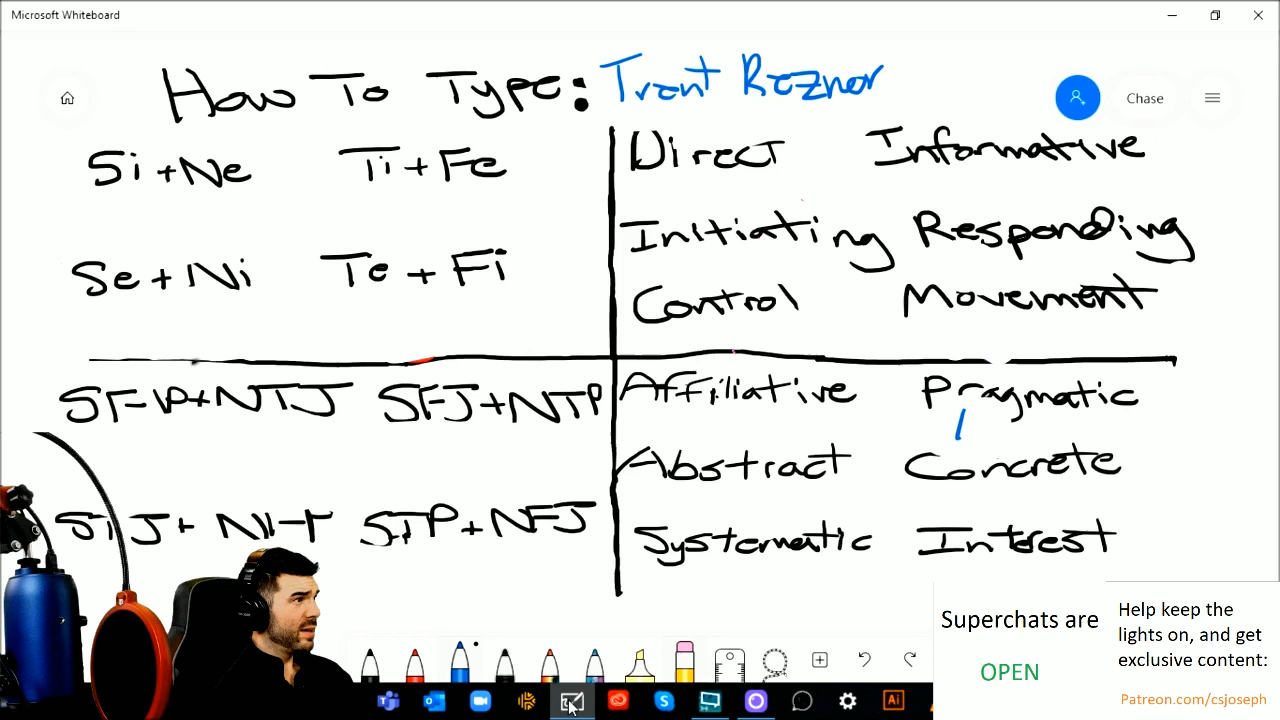 Microsoft Whiteboard
How To Type: Trent Reznor
Chase
Si + Ne Ti + Fe
Se + Ni Te + Fi
Direct Informative
Initiating Responding
Control Movement
SFP + NTJ SFJ + NTP
STJ + NFP STP + NFJ
Affiliative Pragmatic
Abstract Concrete
Systematic Interest
Superchats are
OPEN
Help keep the
lights on, and get
exclusive content:
Patreon.com/csjoseph